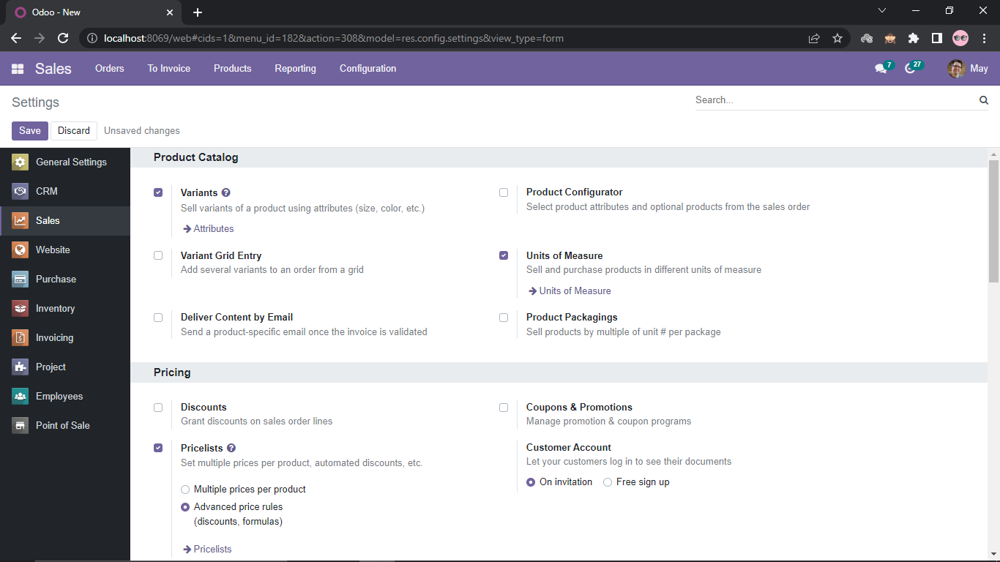 Odoo - New
localhost:8069/web#cids=1&menu_id=182&action=308&model=res.config.settings&view_type=form
Sales Orders To Invoice Products Reporting Configuration 7 27 May
Settings
Search...
Save Discard Unsaved changes
General Settings
CRM
Sales
Website
Purchase
Inventory
Invoicing
Project
Employees
Point of Sale
Product Catalog
Variants
Sell variants of a product using attributes (size, color, etc.)
Attributes
Product Configurator
Select product attributes and optional products from the sales order
Variant Grid Entry
Add several variants to an order from a grid
Units of Measure
Sell and purchase products in different units of measure
Units of Measure
Deliver Content by Email
Send a product-specific email once the invoice is validated
Product Packagings
Sell products by multiple of unit # per package
Pricing
Discounts
Grant discounts on sales order lines
Coupons & Promotions
Manage promotion & coupon programs
Pricelists
Set multiple prices per product, automated discounts, etc.
Multiple prices per product
Advanced price rules
(discounts, formulas)
Pricelists
Customer Account
Let your customers log in to see their documents
On invitation Free sign up